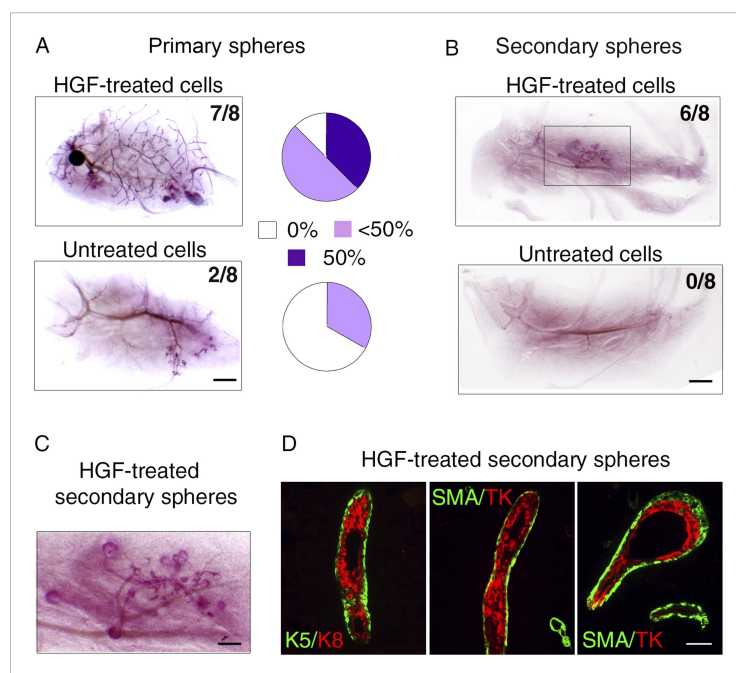 A
Primary spheres
HGF-treated cells
7/8
0%
<50%
50%
Untreated cells
2/8
B
Secondary spheres
HGF-treated cells
6/8
Untreated cells
0/8
C
HGF-treated
secondary spheres
D
HGF-treated secondary spheres
K5/K8
SMA/TK
SMA/TK